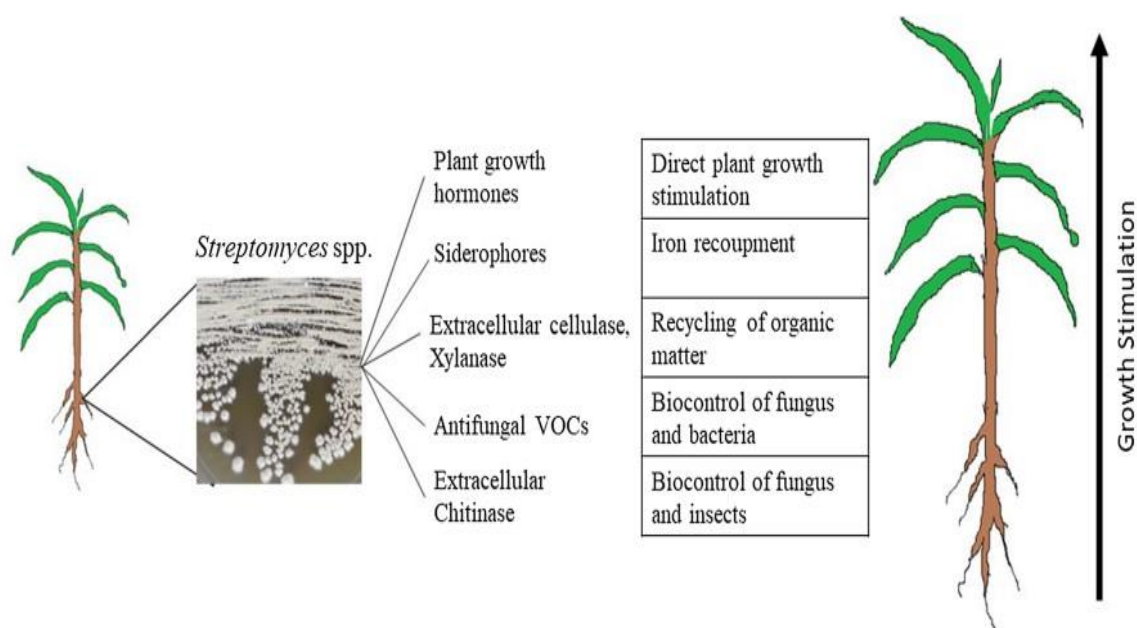 Streptomyces spp.
Plant growth
hormones
Siderophores
Extracellular cellulase,
Xylanase
Antifungal VOCs
Extracellular
Chitinase
Direct plant growth
stimulation
Iron recoupment
Recycling of organic
matter
Biocontrol of fungus
and bacteria
Biocontrol of fungus
and insects
Growth Stimulation